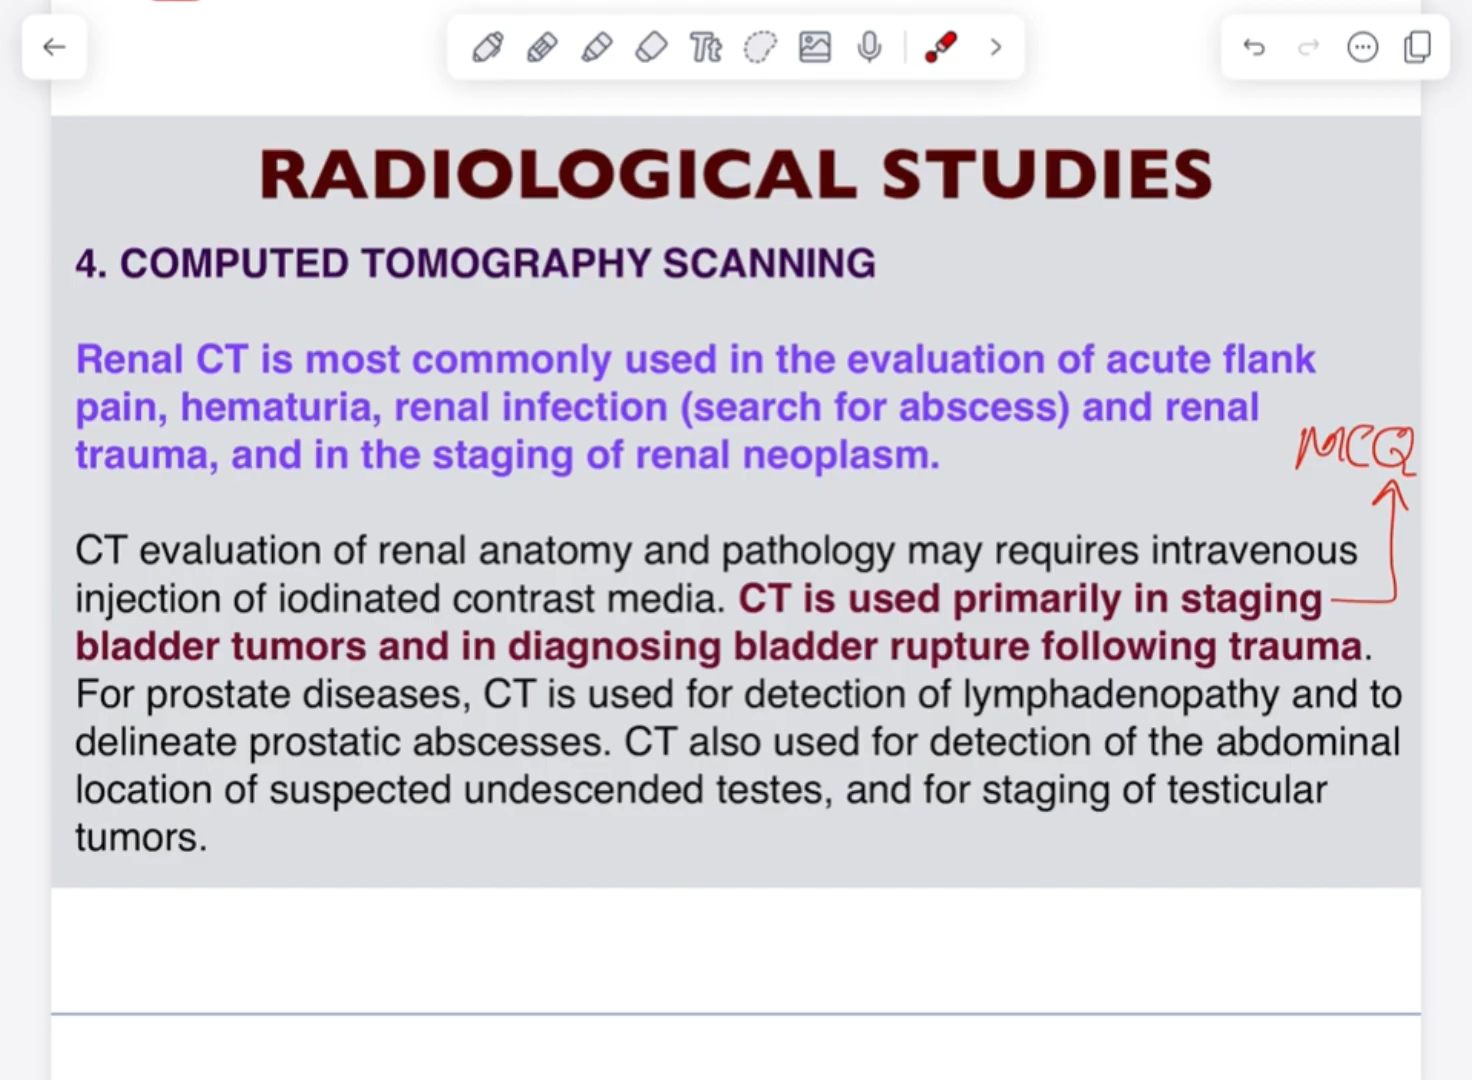 Tt
RADIOLOGICAL STUDIES
4. COMPUTED TOMOGRAPHY SCANNING
Renal CT is most commonly used in the evaluation of acute flank
pain, hematuria, renal infection (search for abscess) and renal
trauma, and in the staging of renal neoplasm.
MCQ
CT evaluation of renal anatomy and pathology may requires intravenous
injection of iodinated contrast media. CT is used primarily in staging
bladder tumors and in diagnosing bladder rupture following trauma.
For prostate diseases, CT is used for detection of lymphadenopathy and to
delineate prostatic abscesses. CT also used for detection of the abdominal
location of suspected undescended testes, and for staging of testicular
tumors.